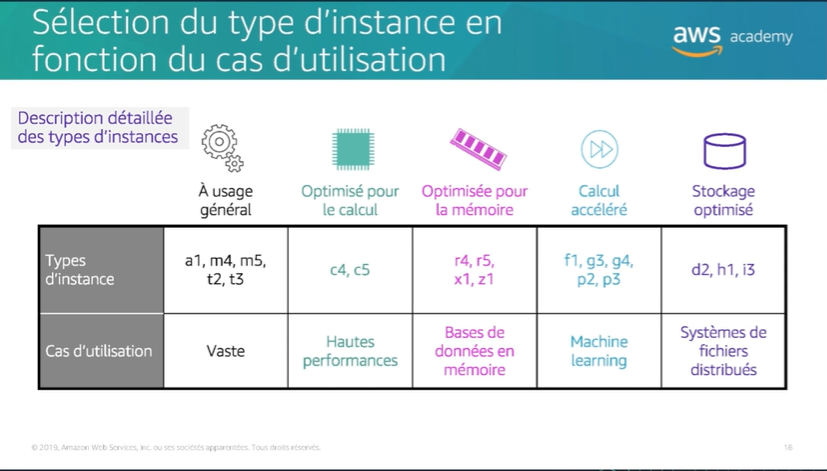 Sélection du type d'instance en
fonction du cas d'utilisation
aws academy
Description détaillée
des types d'instances
À usage
général
Optimisé pour
le calcul
Optimisée pour
la mémoire
Calcul
accéléré
Stockage
optimisé
Types
d'instance
a1, m4, m5,
t2, t3
c4, c5
r4, r5,
x1, z1
f1, g3, g4,
p2, p3
d2, h1, i3
Cas d'utilisation
Vaste
Hautes
performances
Bases de
données en
mémoire
Machine
learning
Systèmes de
fichiers
distribués
© 2019, Amazon Web Services, Inc. ou ses sociétés apparentées. Tous droits réservés.
16